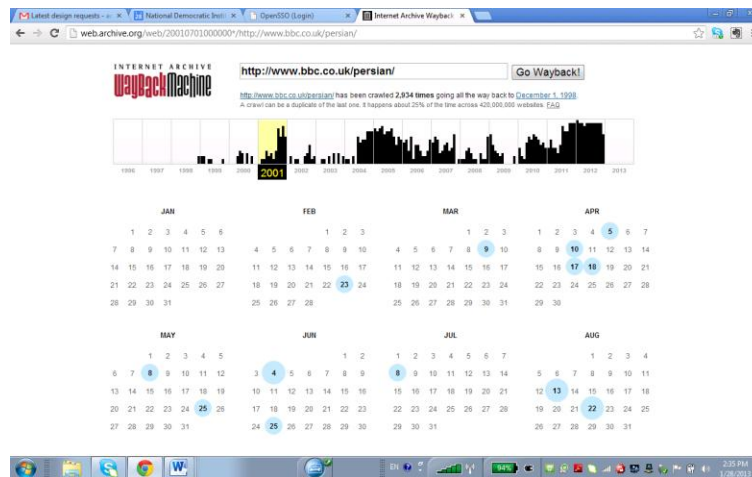 Latest design requests - a
National Democratic Instit
OpenSSO (Login)
Internet Archive Wayback
web.archive.org/web/20010701000000*/http://www.bbc.co.uk/persian/
INTERNET ARCHIVE
WayBackMachine
http://www.bbc.co.uk/persian/
Go Wayback!
http://www.bbc.co.uk/persian/ has been crawled 2,934 times going all the way back to December 1, 1998.
A crawl can be a duplicate of the last one. It happens about 25% of the time across 420,000,000 websites. FAQ
1996 1997 1998 1999 2000 2001 2002 2003 2004 2005 2006 2007 2008 2009 2010 2011 2012 2013
JAN
1 2 3 4 5 6
7 8 9 10 11 12 13
14 15 16 17 18 19 20
21 22 23 24 25 26 27
28 29 30 31
FEB
1 2 3
4 5 6 7 8 9 10
11 12 13 14 15 16 17
18 19 20 21 22 23 24
25 26 27 28
MAR
1 2 3
4 5 6 7 8 9 10
11 12 13 14 15 16 17
18 19 20 21 22 23 24
25 26 27 28 29 30 31
APR
1 2 3 4 5 6 7
8 9 10 11 12 13 14
15 16 17 18 19 20 21
22 23 24 25 26 27 28
29 30
MAY
1 2 3 4 5
6 7 8 9 10 11 12
13 14 15 16 17 18 19
20 21 22 23 24 25 26
27 28 29 30 31
JUN
1 2
3 4 5 6 7 8 9
10 11 12 13 14 15 16
17 18 19 20 21 22 23
24 25 26 27 28 29 30
JUL
1 2 3 4 5 6 7
8 9 10 11 12 13 14
15 16 17 18 19 20 21
22 23 24 25 26 27 28
29 30 31
AUG
1 2 3 4
5 6 7 8 9 10 11
12 13 14 15 16 17 18
19 20 21 22 23 24 25
26 27 28 29 30 31
EN
94%
2:35 PM
1/28/2013